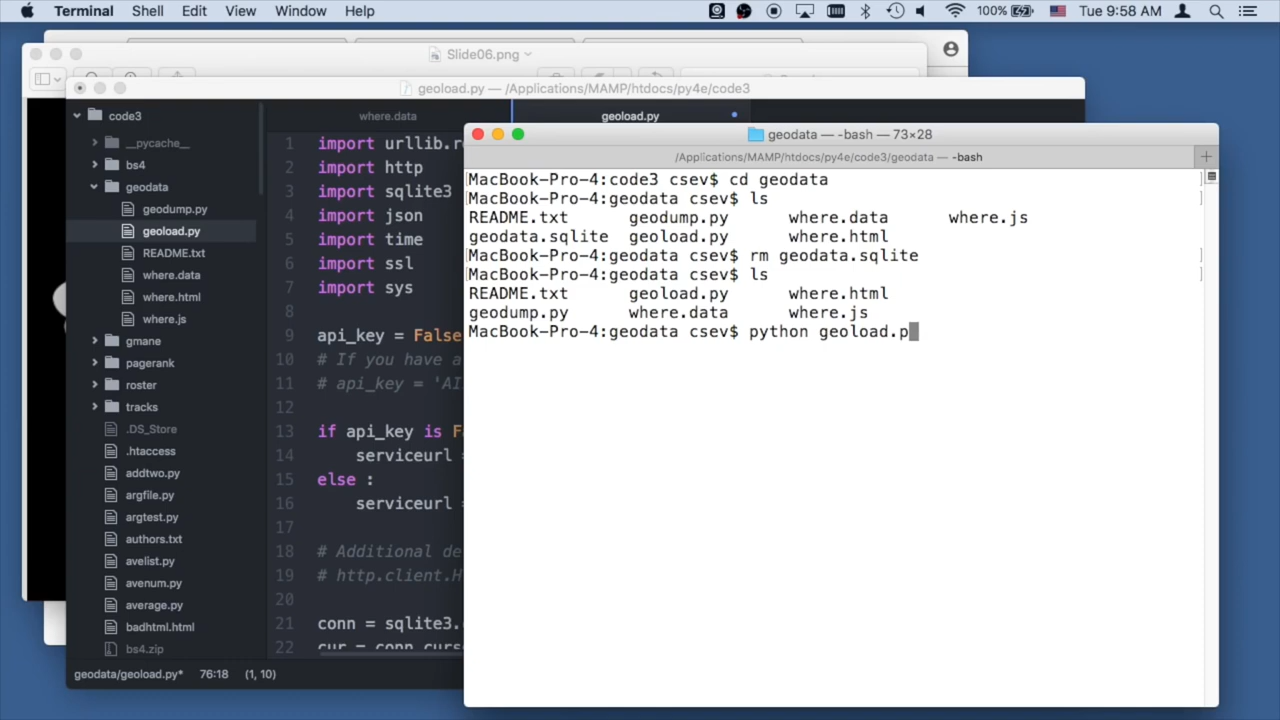 Terminal Shell Edit View Window Help 100% Tue 9:58 AM
Slide06.png
geoload.py — /Applications/MAMP/htdocs/py4e/code3
code3
__pycache__
bs4
geodata
geodump.py
geoload.py
README.txt
where.data
where.html
where.js
gmane
pagerank
roster
tracks
.DS_Store
.htaccess
addtwo.py
argfile.py
argtest.py
authors.txt
avelist.py
avenum.py
average.py
badhtml.html
bs4.zip
where.data geoload.py
1 import urllib.re
2 import http
3 import sqlite3
4 import json
5 import time
6 import ssl
7 import sys
8
9 api_key = False
10 # If you have a
11 # api_key = 'AI
12
13 if api_key is Fa
14 serviceurl =
15 else :
16 serviceurl =
17
18 # Additional de
19 # http.client.H
20
21 conn = sqlite3.
22 cur = conn.curs
geodata/geoload.py* 76:18 (1, 10)
geodata — -bash — 73×28
/Applications/MAMP/htdocs/py4e/code3/geodata — -bash
MacBook-Pro-4:code3 csev$ cd geodata
MacBook-Pro-4:geodata csev$ ls
README.txt geodump.py where.data where.js
geodata.sqlite geoload.py where.html
MacBook-Pro-4:geodata csev$ rm geodata.sqlite
MacBook-Pro-4:geodata csev$ ls
README.txt geoload.py where.html
geodump.py where.data where.js
MacBook-Pro-4:geodata csev$ python geoload.p